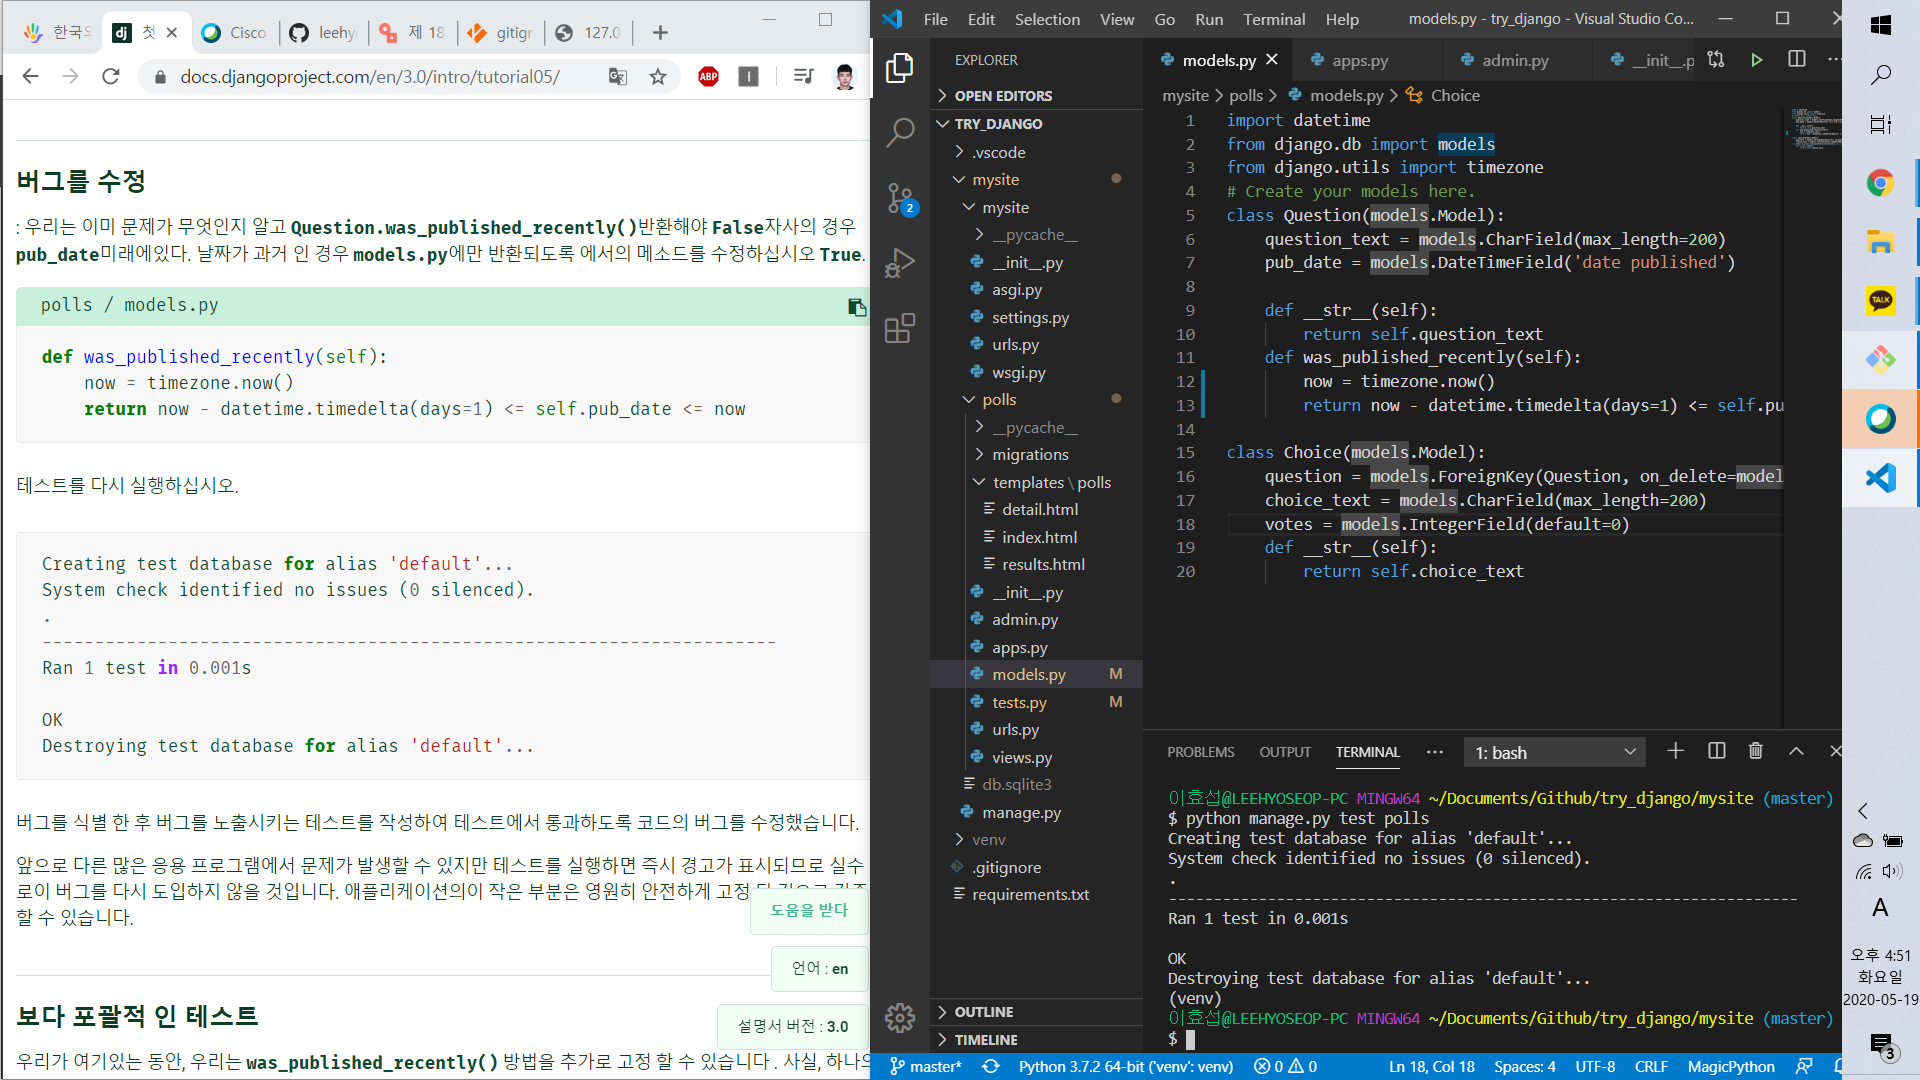 한국외
첫
Cisco
leehyo
제 18
gitign
127.0
docs.djangoproject.com/en/3.0/intro/tutorial05/
ABP
버그를 수정
: 우리는 이미 문제가 무엇인지 알고 Question.was_published_recently()반환해야 False자사의 경우
pub_date미래에있다. 날짜가 과거 인 경우 models.py에만 반환되도록 에서의 메소드를 수정하십시오 True.
polls / models.py
def was_published_recently(self):
now = timezone.now()
return now - datetime.timedelta(days=1) <= self.pub_date <= now
테스트를 다시 실행하십시오.
Creating test database for alias 'default'...
System check identified no issues (0 silenced).
.
----------------------------------------------------------------------
Ran 1 test in 0.001s
OK
Destroying test database for alias 'default'...
버그를 식별 한 후 버그를 노출시키는 테스트를 작성하여 테스트에서 통과하도록 코드의 버그를 수정했습니다.
앞으로 다른 많은 응용 프로그램에서 문제가 발생할 수 있지만 테스트를 실행하면 즉시 경고가 표시되므로 실수
로이 버그를 다시 도입하지 않을 것입니다. 애플리케이션의이 작은 부분은 영원히 안전하게 고정
할 수 있습니다.
도움을 받다
언어 : en
설명서 버전 : 3.0
보다 포괄적 인 테스트
우리가 여기있는 동안, 우리는 was_published_recently() 방법을 추가로 고정 할 수 있습니다 . 사실, 하나의
File Edit Selection View Go Run Terminal Help
models.py - try_django - Visual Studio Co...
EXPLORER
OPEN EDITORS
TRY_DJANGO
.vscode
mysite
mysite
__pycache__
__init__.py
asgi.py
settings.py
urls.py
wsgi.py
polls
__pycache__
migrations
templates \ polls
detail.html
index.html
results.html
__init__.py
admin.py
apps.py
models.py M
tests.py M
urls.py
views.py
db.sqlite3
manage.py
venv
.gitignore
requirements.txt
OUTLINE
TIMELINE
2
models.py
apps.py
admin.py
__init__.p
mysite > polls > models.py > Choice
1 import datetime
2 from django.db import models
3 from django.utils import timezone
4 # Create your models here.
5 class Question(models.Model):
6 question_text = models.CharField(max_length=200)
7 pub_date = models.DateTimeField('date published')
8
9 def __str__(self):
10 return self.question_text
11 def was_published_recently(self):
12 now = timezone.now()
13 return now - datetime.timedelta(days=1) <= self.pu
14
15 class Choice(models.Model):
16 question = models.ForeignKey(Question, on_delete=model
17 choice_text = models.CharField(max_length=200)
18 votes = models.IntegerField(default=0)
19 def __str__(self):
20 return self.choice_text
PROBLEMS OUTPUT TERMINAL ... 1: bash
이효섭@LEEHYOSEOP-PC MINGW64 ~/Documents/Github/try_django/mysite (master)
$ python manage.py test polls
Creating test database for alias 'default'...
System check identified no issues (0 silenced).
.
----------------------------------------------------------------------
Ran 1 test in 0.001s
OK
Destroying test database for alias 'default'...
(venv)
이효섭@LEEHYOSEOP-PC MINGW64 ~/Documents/Github/try_django/mysite (master)
$
master* Python 3.7.2 64-bit ('venv': venv) 0 0 Ln 18, Col 18 Spaces: 4 UTF-8 CRLF MagicPython
TALK
A
오후 4:51
화요일
2020-05-19
3